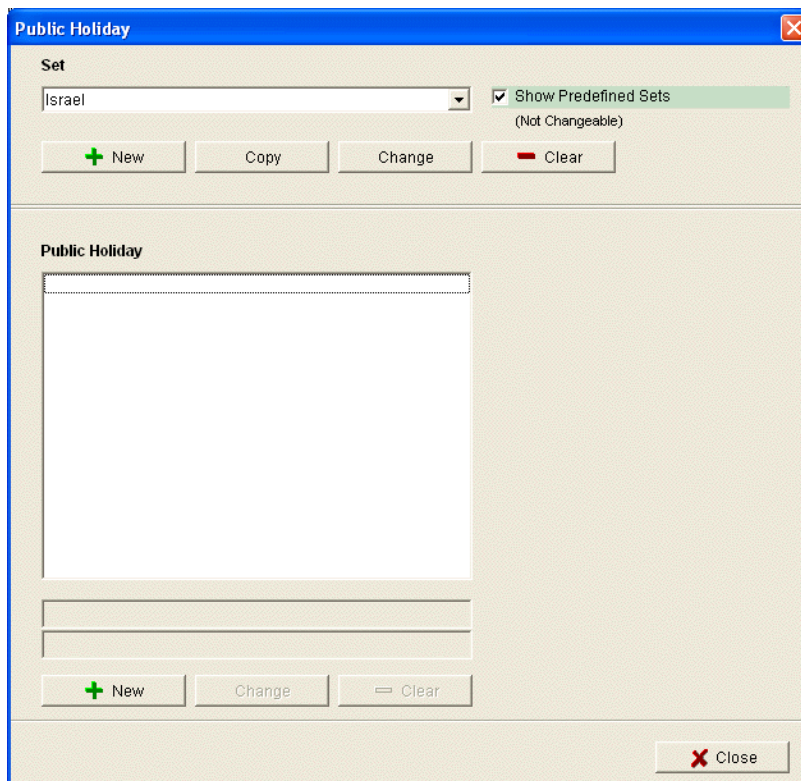 Public Holiday
Set
Israel
Show Predefined Sets
(Not Changeable)
New Copy Change Clear
Public Holiday
New Change Clear
Close